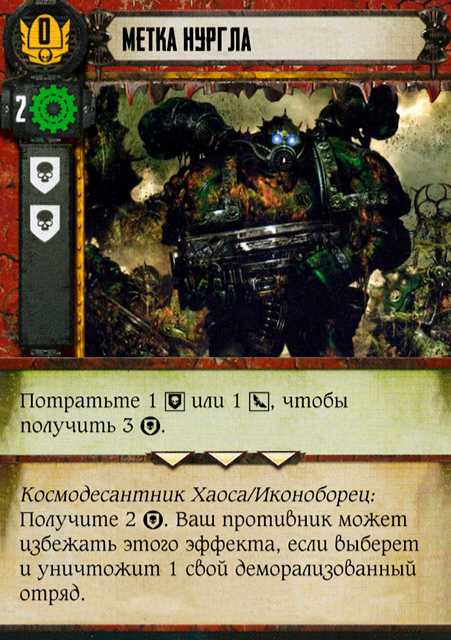 0
МЕТКА НУРГЛА
2
Потратьте 1 или 1 , чтобы
получить 3 .
Космодесантник Хаоса/Иконоборец:
Получите 2 . Ваш противник может
избежать этого эффекта, если выберет
и уничтожит 1 свой деморализованный
отряд.